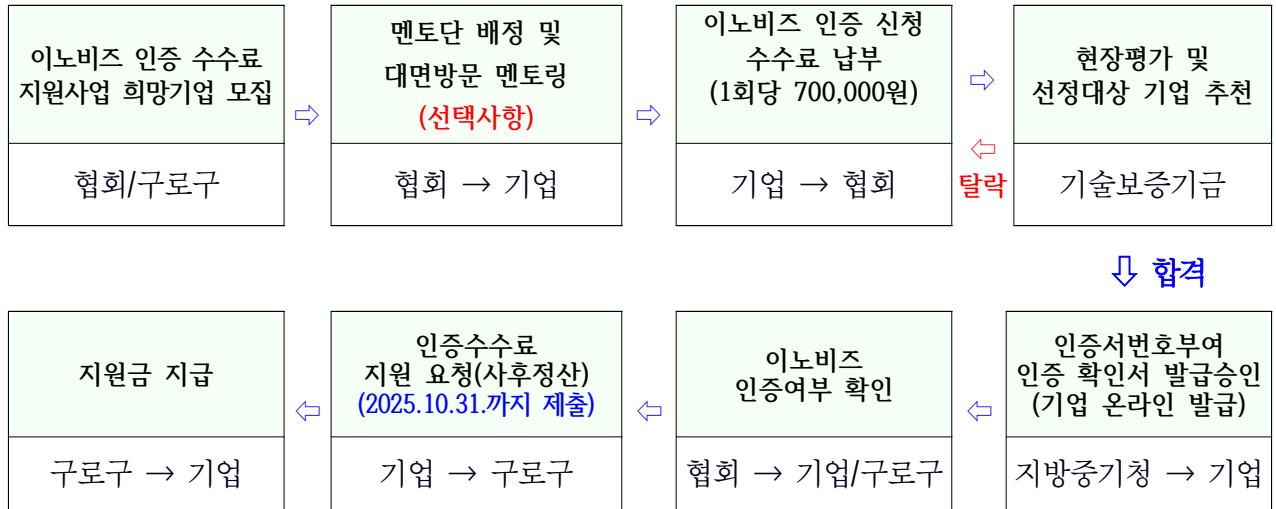 이노비즈 인증 수수료
지원사업 희망기업 모집
협회/구로구
⇨
멘토단 배정 및
대면방문 멘토링
(선택사항)
협회 → 기업
⇨
이노비즈 인증 신청
수수료 납부
(1회당 700,000원)
기업 → 협회
⇨
⇦
탈락
현장평가 및
선정대상 기업 추천
기술보증기금
⇩ 합격
인증서번호부여
인증 확인서 발급승인
(기업 온라인 발급)
지방중기청 → 기업
⇦
이노비즈
인증여부 확인
협회 → 기업/구로구
⇦
인증수수료
지원 요청(사후정산)
(2025.10.31.까지 제출)
기업 → 구로구
⇦
지원금 지급
구로구 → 기업